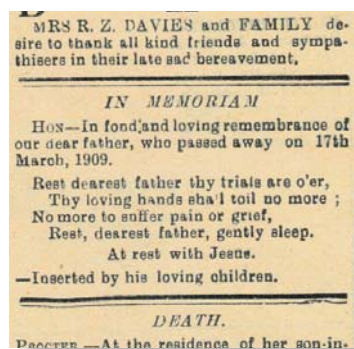 MRS R. Z. DAVIES and FAMILY de-
sire to thank all kind friends and sympa-
thisers in their late sad bereavement,
IN MEMORIAM
HON—In fond and loving remembrance of
our dear father, who passed away on 17th
March, 1909.
Rest dearest father thy trials are o'er,
Thy loving hands shall toil no more ;
No more to suffer pain or grief,
Rest, dearest father, gently sleep.
At rest with Jesus.
—Inserted by his loving children.
DEATH.
PROCTER.—At the residence of her son-in-